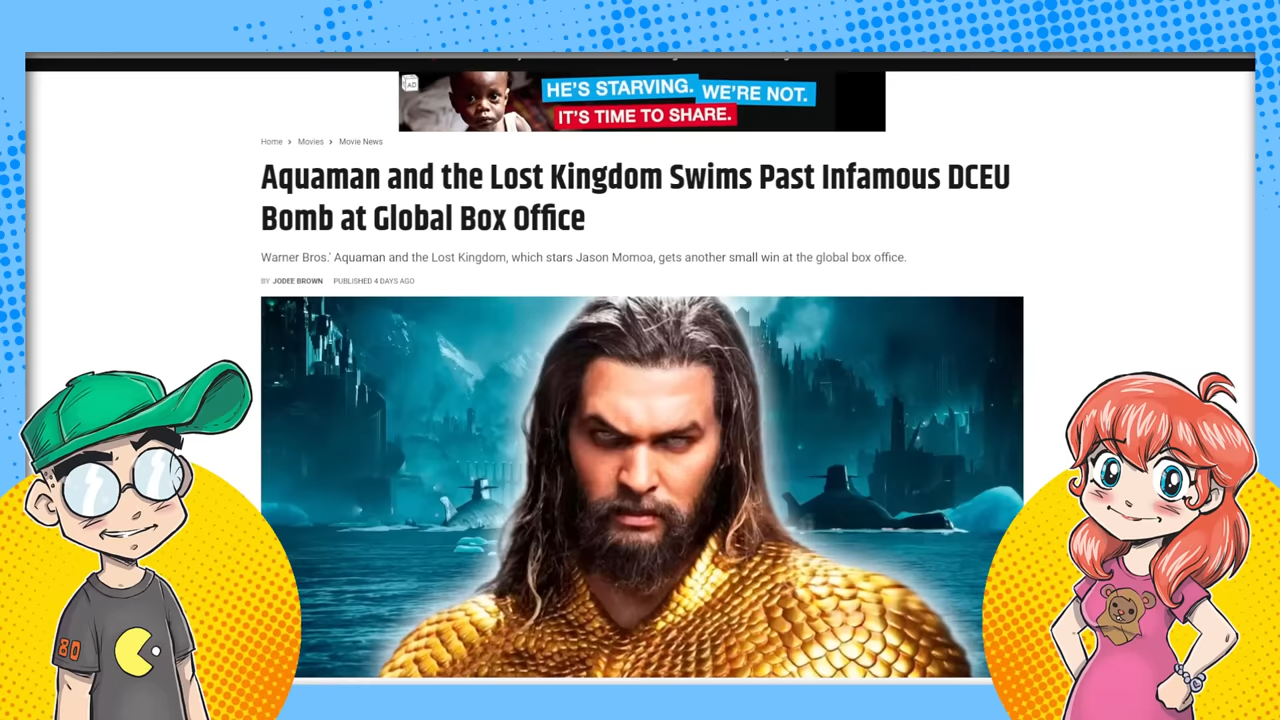 AD
HE'S STARVING. WE'RE NOT.
IT'S TIME TO SHARE.
Home > Movies > Movie News
Aquaman and the Lost Kingdom Swims Past Infamous DCEU
Bomb at Global Box Office
Warner Bros.' Aquaman and the Lost Kingdom, which stars Jason Momoa, gets another small win at the global box office.
BY JODEE BROWN PUBLISHED 4 DAYS AGO
80